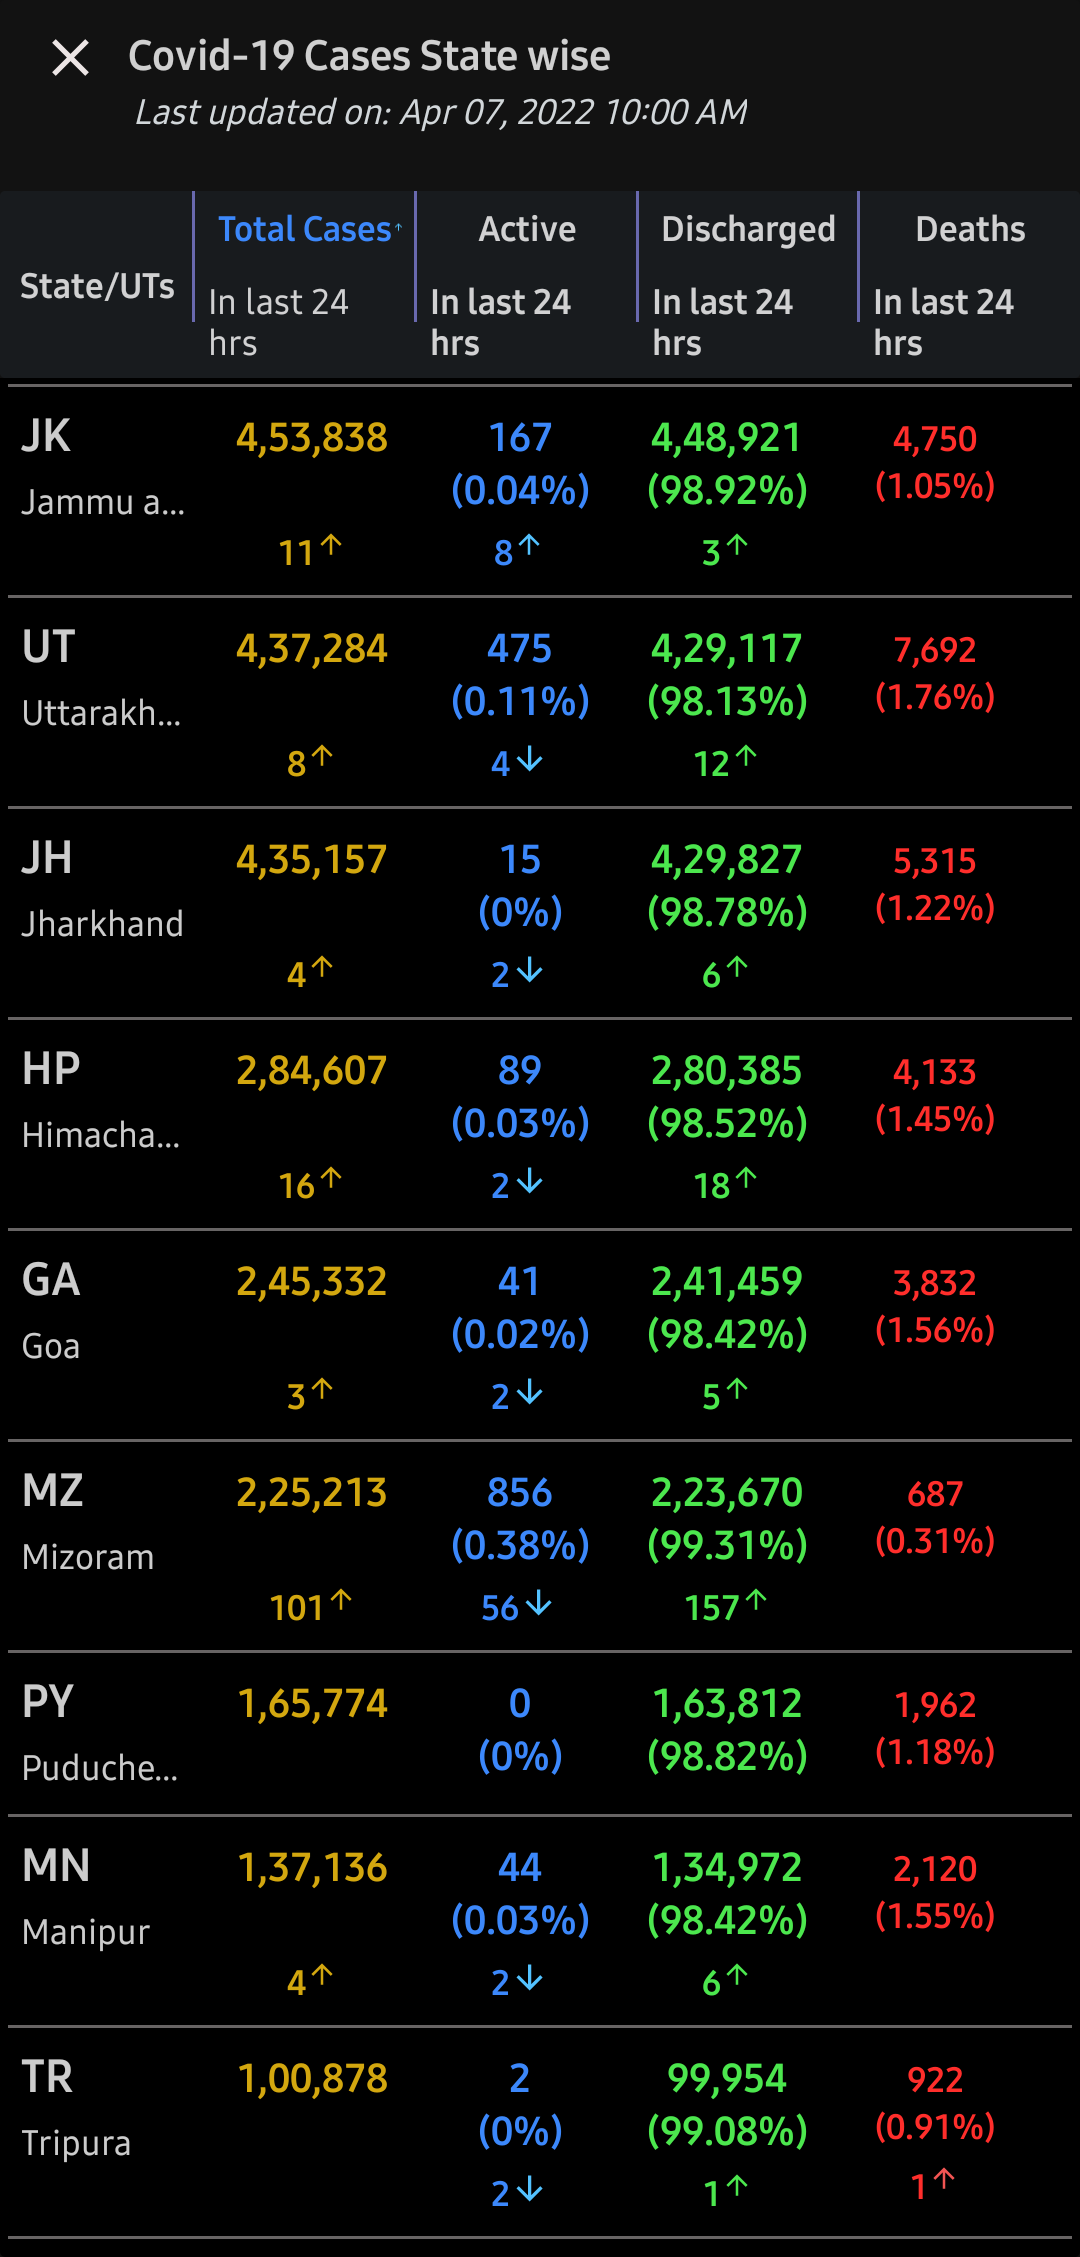 Covid-19 Cases State wise
Last updated on: Apr 07, 2022 10:00 AM
State/UTs
Total Cases↑
In last 24
hrs
Active
In last 24
hrs
Discharged
In last 24
hrs
Deaths
In last 24
hrs
JK 4,53,838 167 4,48,921 4,750
Jammu a... (0.04%) (98.92%) (1.05%)
11↑ 8↑ 3↑
UT 4,37,284 475 4,29,117 7,692
Uttarakh... (0.11%) (98.13%) (1.76%)
8↑ 4↓ 12↑
JH 4,35,157 15 4,29,827 5,315
Jharkhand (0%) (98.78%) (1.22%)
4↑ 2↓ 6↑
HP 2,84,607 89 2,80,385 4,133
Himacha... (0.03%) (98.52%) (1.45%)
16↑ 2↓ 18↑
GA 2,45,332 41 2,41,459 3,832
Goa (0.02%) (98.42%) (1.56%)
3↑ 2↓ 5↑
MZ 2,25,213 856 2,23,670 687
Mizoram (0.38%) (99.31%) (0.31%)
101↑ 56↓ 157↑
PY 1,65,774 0 1,63,812 1,962
Puduche... (0%) (98.82%) (1.18%)
MN 1,37,136 44 1,34,972 2,120
Manipur (0.03%) (98.42%) (1.55%)
4↑ 2↓ 6↑
TR 1,00,878 2 99,954 922
Tripura (0%) (99.08%) (0.91%)
2↓ 1↑ 1↑